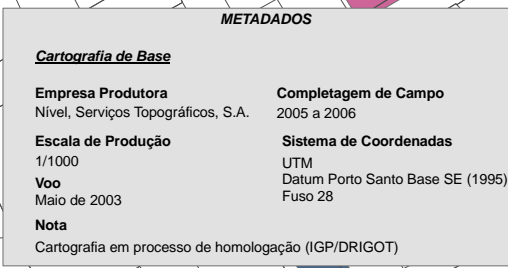 METADADOS
Cartografia de Base
Empresa Produtora
Nível, Serviços Topográficos, S.A.
Completagem de Campo
2005 a 2006
Escala de Produção
1/1000
Sistema de Coordenadas
UTM
Datum Porto Santo Base SE (1995)
Fuso 28
Voo
Maio de 2003
Nota
Cartografia em processo de homologação (IGP/DRIGOT)